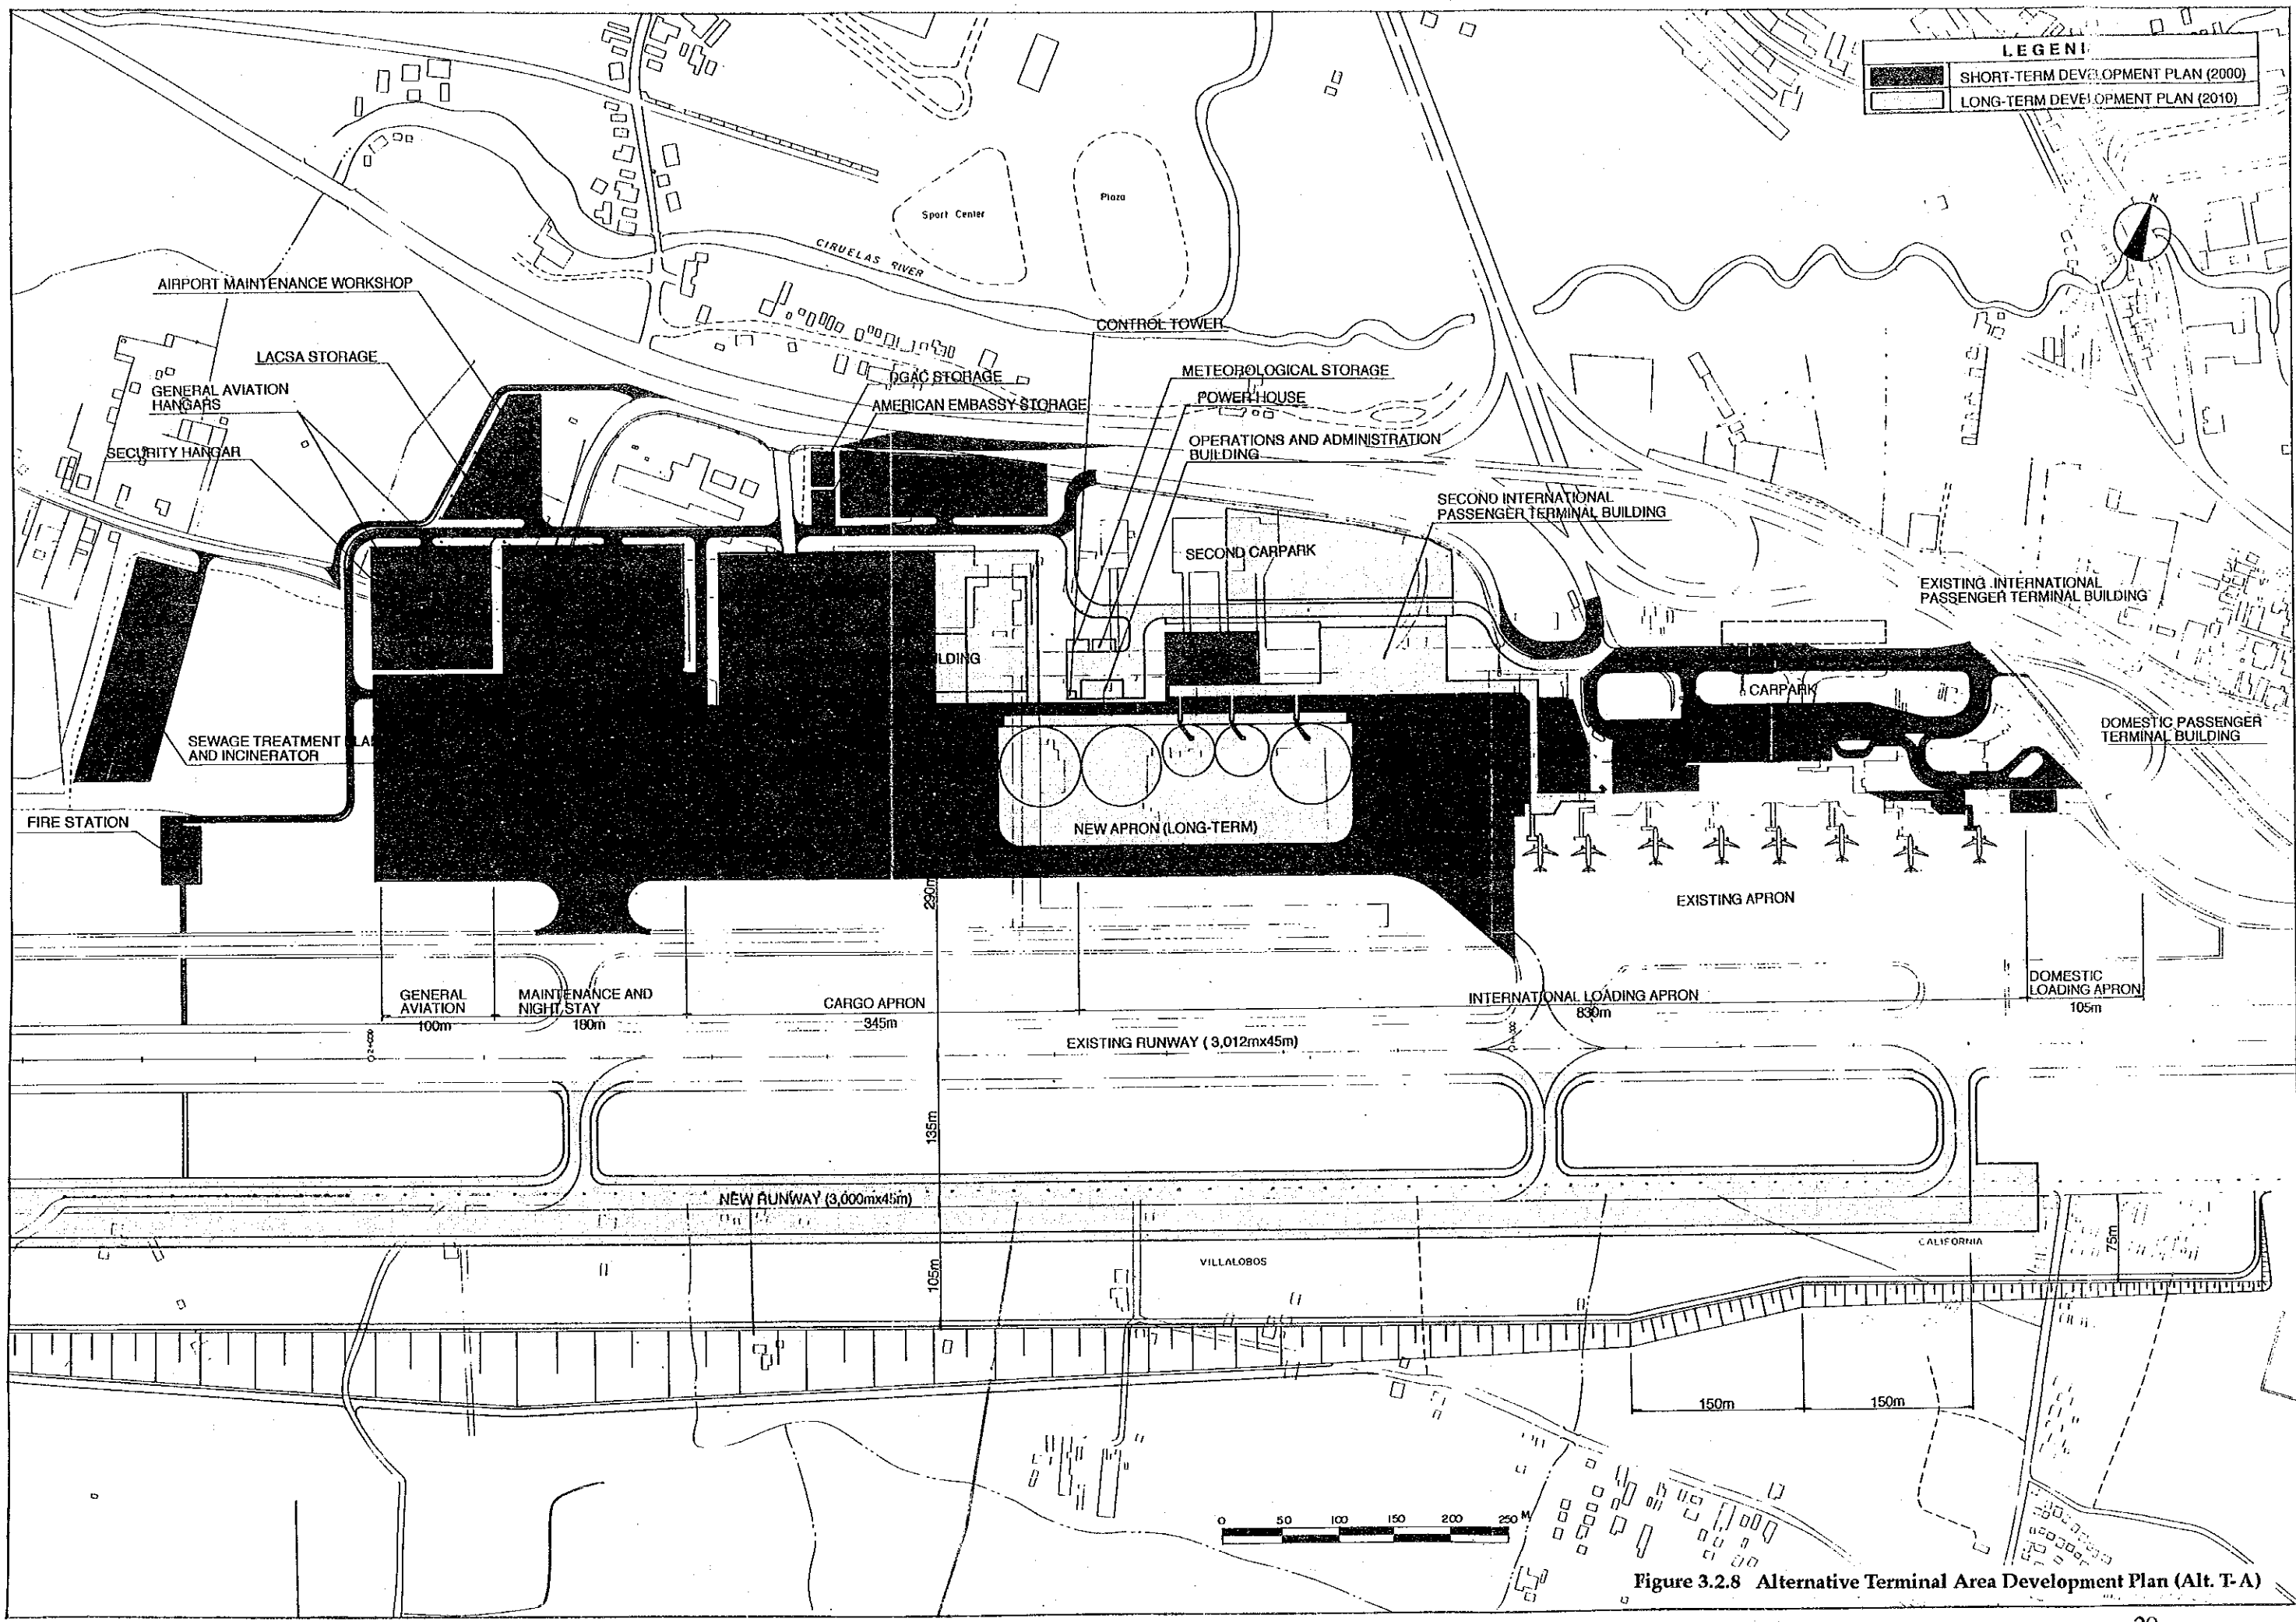 LEGEN
SHORT-TERM DEVELOPMENT PLAN (2000)
LONG-TERM DEVELOPMENT PLAN (2010)
N
Sport Center
Plaza
CIRUELAS RIVER
AIRPORT MAINTENANCE WORKSHOP
CONTROL TOWER
LACSA STORAGE
DGAC STORAGE
METEOROLOGICAL STORAGE
GENERAL AVIATION
HANGARS
AMERICAN EMBASSY STORAGE
POWER HOUSE
SECURITY HANGAR
OPERATIONS AND ADMINISTRATION
BUILDING
SECOND INTERNATIONAL
PASSENGER TERMINAL BUILDING
SECOND CARPARK
EXISTING INTERNATIONAL
PASSENGER TERMINAL BUILDING
ILDING
CARPARK
DOMESTIC PASSENGER
TERMINAL BUILDING
SEWAGE TREATMENT PLA
AND INCINERATOR
FIRE STATION
NEW APRON (LONG-TERM)
290m
EXISTING APRON
GENERAL
AVIATION
100m
MAINTENANCE AND
NIGHT STAY
180m
CARGO APRON
345m
INTERNATIONAL LOADING APRON
830m
DOMESTIC
LOADING APRON
105m
EXISTING RUNWAY ( 3,012mx45m)
135m
NEW RUNWAY (3,000mx45m)
CALIFORNIA
75m
VILLALOBOS
105m
150m
150m
0 50 100 150 200 250 M
Figure 3.2.8 Alternative Terminal Area Development Plan (Alt. T-A)